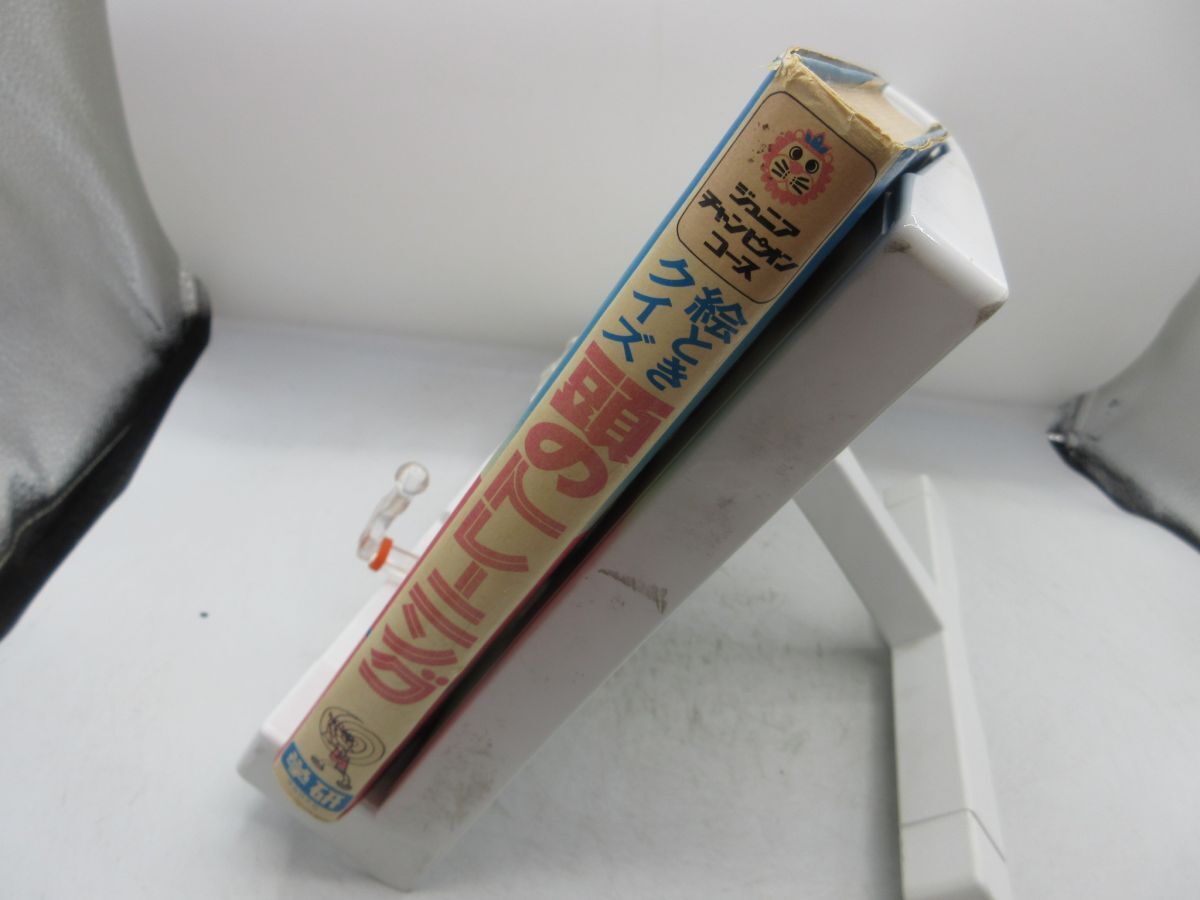 ジュニア
チャンピオン
コース
絵とき
クイズ
頭のトレーニング
学研